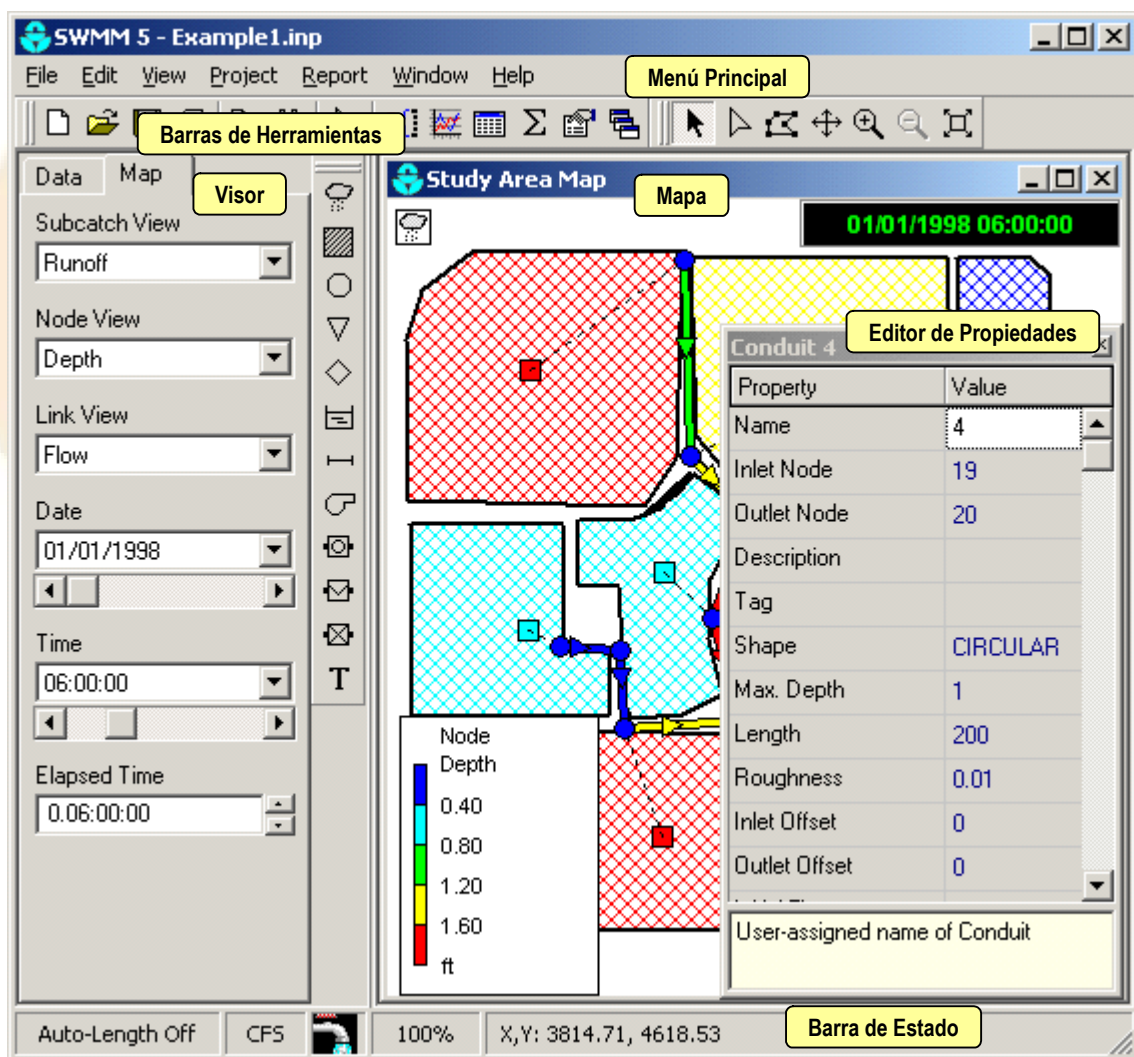 SWMM 5 - Example1.inp
File Edit View Project Report Window Help
Menú Principal
Barras de Herramientas
Data Map
Visor
Subcatch View
Runoff
Node View
Depth
Link View
Flow
Date
01/01/1998
Time
06:00:00
Elapsed Time
0.06:00:00
T
Study Area Map
Mapa
01/01/1998 06:00:00
Editor de Propiedades
Conduit 4
Property Value
Name 4
Inlet Node 19
Outlet Node 20
Description
Tag
Shape CIRCULAR
Max. Depth 1
Length 200
Roughness 0.01
Inlet Offset 0
Outlet Offset 0
User-assigned name of Conduit
Node
Depth
0.40
0.80
1.20
1.60
ft
Auto-Length Off CFS 100% X,Y: 3814.71, 4618.53
Barra de Estado